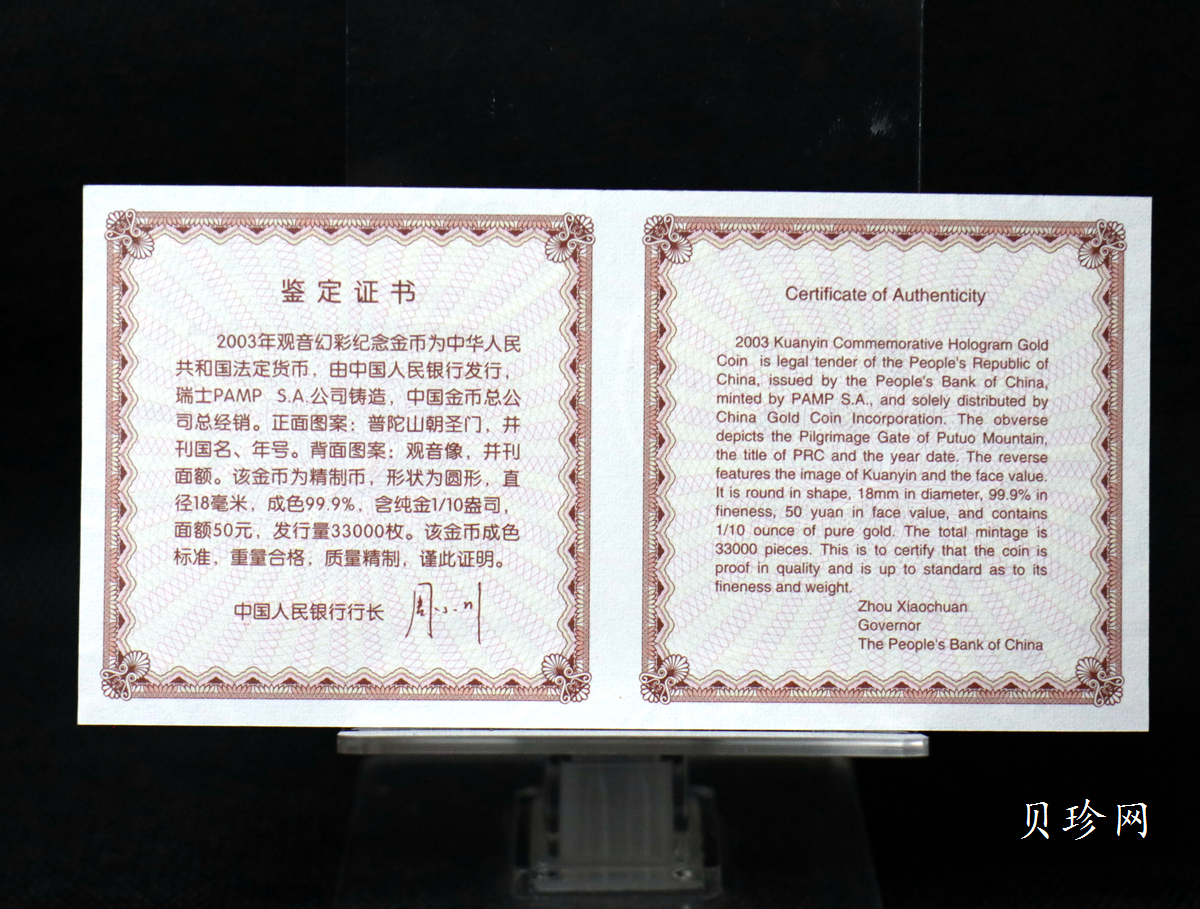 鉴定证书
2003年观音幻彩纪念金币为中华人民
共和国法定货币，由中国人民银行发行，
瑞士PAMP S.A.公司铸造，中国金币总公
司总经销。正面图案：普陀山朝圣门，并
刊国名、年号。背面图案：观音像，并刊
面额。该金币为精制币，形状为圆形，直
径18毫米，成色99.9%，含纯金1/10盎司，
面额50元，发行量33000枚。该金币成色
标准，重量合格，质量精制，谨此证明。
中国人民银行行长 周小川
Certificate of Authenticity
2003 Kuanyin Commemorative Hologram Gold
Coin is legal tender of the People's Republic of
China, issued by the People's Bank of China,
minted by PAMP S.A., and solely distributed by
China Gold Coin Incorporation. The obverse
depicts the Pilgrimage Gate of Putuo Mountain,
the title of PRC and the year date. The reverse
features the image of Kuanyin and the face value.
It is round in shape, 18mm in diameter, 99.9% in
fineness, 50 yuan in face value, and contains
1/10 ounce of pure gold. The total mintage is
33000 pieces. This is to certify that the coin is
proof in quality and is up to standard as to its
fineness and weight.
Zhou Xiaochuan
Governor
The People's Bank of China
贝珍网